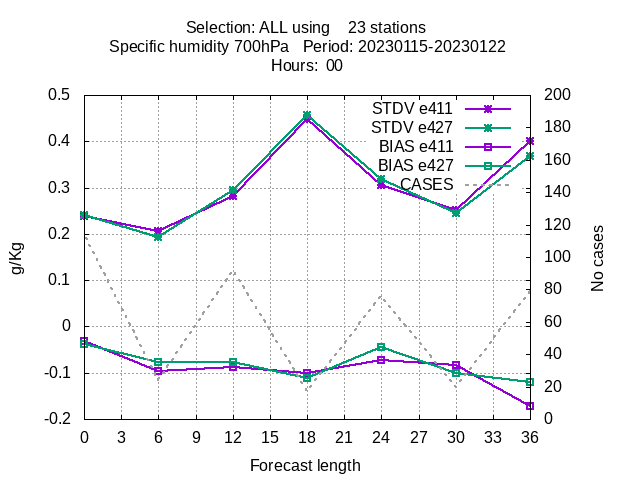 Selection: ALL using    23 stations
Specific humidity 700hPa   Period: 20230115-20230122
Hours:  00
STDV e411
STDV e427
BIAS e411
BIAS e427
CASES
0.5
0.4
0.3
0.2
0.1
0
-0.1
-0.2
g/Kg
200
180
160
140
120
100
80
60
40
20
0
No cases
0 3 6 9 12 15 18 21 24 27 30 33 36
Forecast length